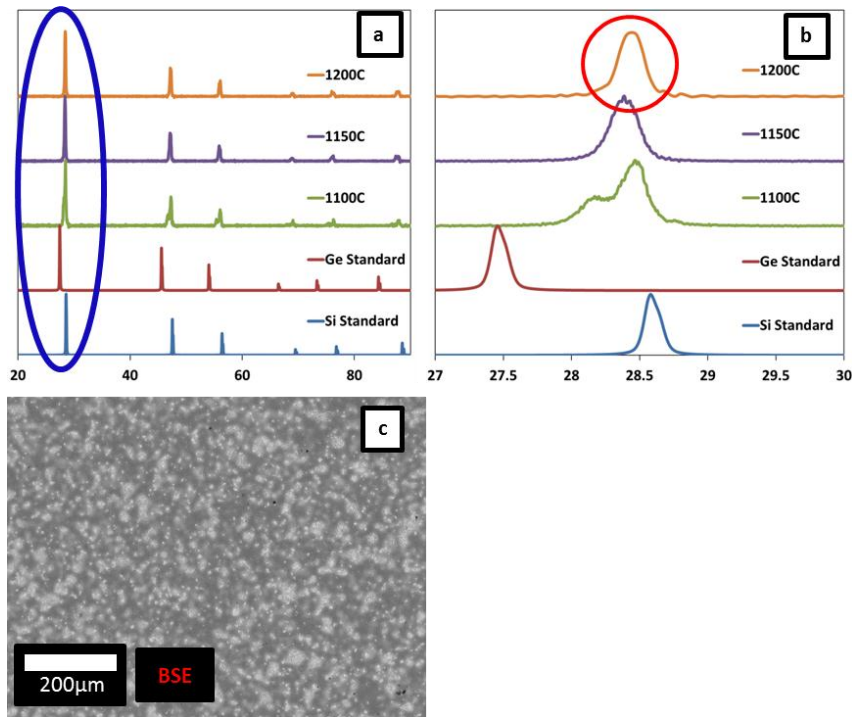 a
1200C
1150C
1100C
Ge Standard
Si Standard
20 40 60 80
b
1200C
1150C
1100C
Ge Standard
Si Standard
27 27.5 28 28.5 29 29.5 30
c
200µm
BSE